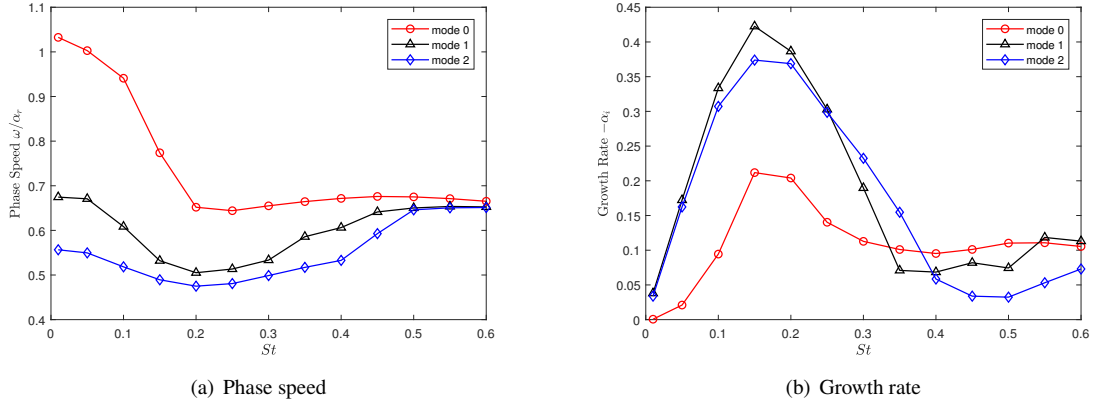 1.1
1
0.9
0.8
0.7
0.6
0.5
0.4
Phase Speed ω/α_r
0
0.1
0.2
0.3
0.4
0.5
0.6
St
mode 0
mode 1
mode 2
(a) Phase speed
0.45
0.4
0.35
0.3
0.25
0.2
0.15
0.1
0.05
0
Growth Rate −α_i
0
0.1
0.2
0.3
0.4
0.5
0.6
St
mode 0
mode 1
mode 2
(b) Growth rate